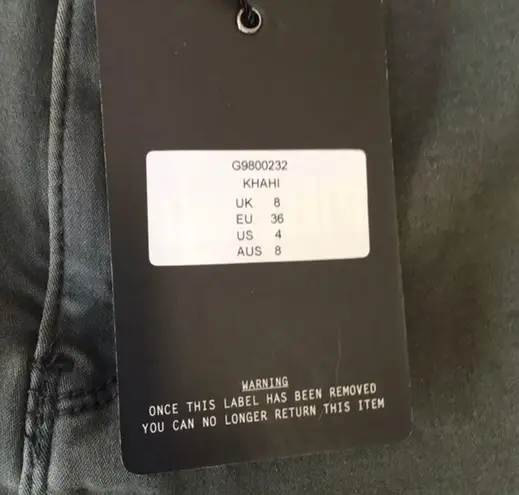 G9800232
KHAHI
UK 8
EU 36
US 4
AUS 8
WARNING
ONCE THIS LABEL HAS BEEN REMOVED
YOU CAN NO LONGER RETURN THIS ITEM